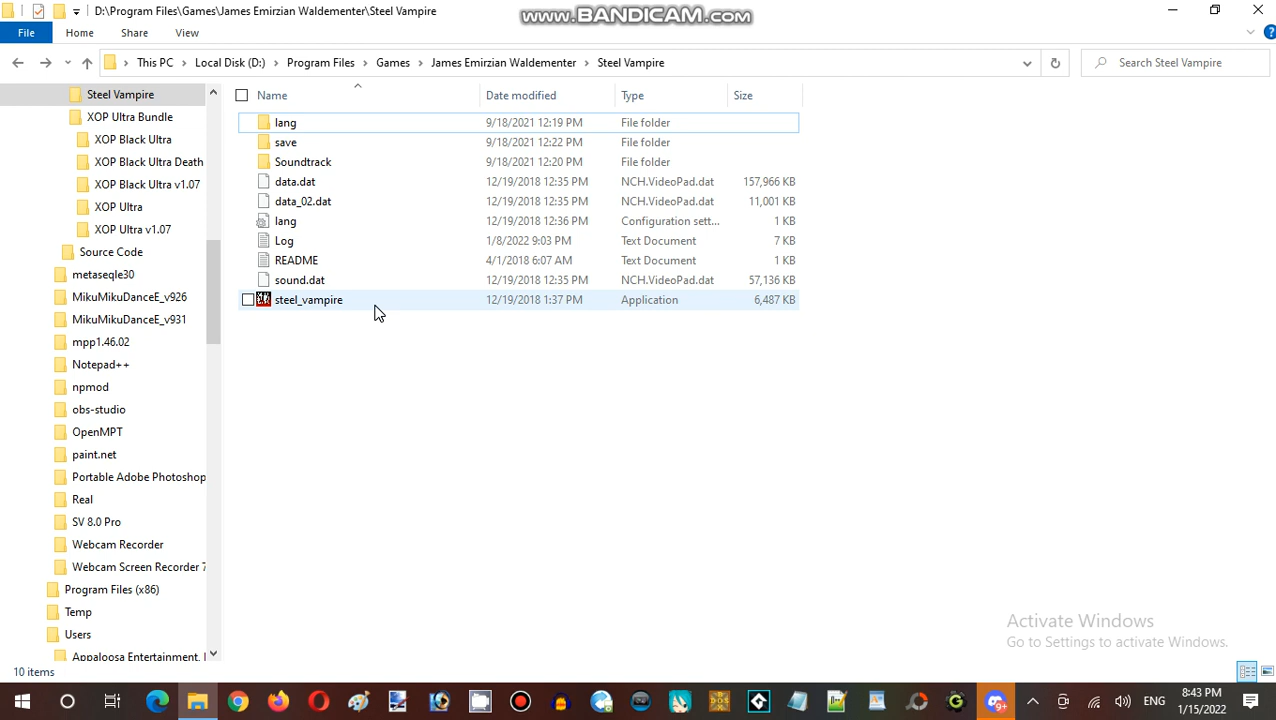 D:\Program Files\Games\James Emirzian Waldementer\Steel Vampire
www.BANDICAM.com
File Home Share View
This PC Local Disk (D:) Program Files Games James Emirzian Waldementer Steel Vampire Search Steel Vampire
Name Date modified Type Size
Steel Vampire
XOP Ultra Bundle
XOP Black Ultra
XOP Black Ultra Death
XOP Black Ultra v1.07
XOP Ultra
XOP Ultra v1.07
Source Code
metaseqle30
MikuMikuDanceE_v926
MikuMikuDanceE_v931
mpp1.46.02
Notepad++
npmod
obs-studio
OpenMPT
paint.net
Portable Adobe Photoshop
Real
SV 8.0 Pro
Webcam Recorder
Webcam Screen Recorder 7
Program Files (x86)
Temp
Users
Appaloosa Entertainment,
lang 9/18/2021 12:19 PM File folder
save 9/18/2021 12:22 PM File folder
Soundtrack 9/18/2021 12:20 PM File folder
data.dat 12/19/2018 12:35 PM NCH.VideoPad.dat 157,966 KB
data_02.dat 12/19/2018 12:35 PM NCH.VideoPad.dat 11,001 KB
lang 12/19/2018 12:36 PM Configuration sett... 1 KB
Log 1/8/2022 9:03 PM Text Document 7 KB
README 4/1/2018 6:07 AM Text Document 1 KB
sound.dat 12/19/2018 12:35 PM NCH.VideoPad.dat 57,136 KB
steel_vampire 12/19/2018 1:37 PM Application 6,487 KB
Activate Windows
Go to Settings to activate Windows.
10 items
9+
ENG
8:43 PM
1/15/2022